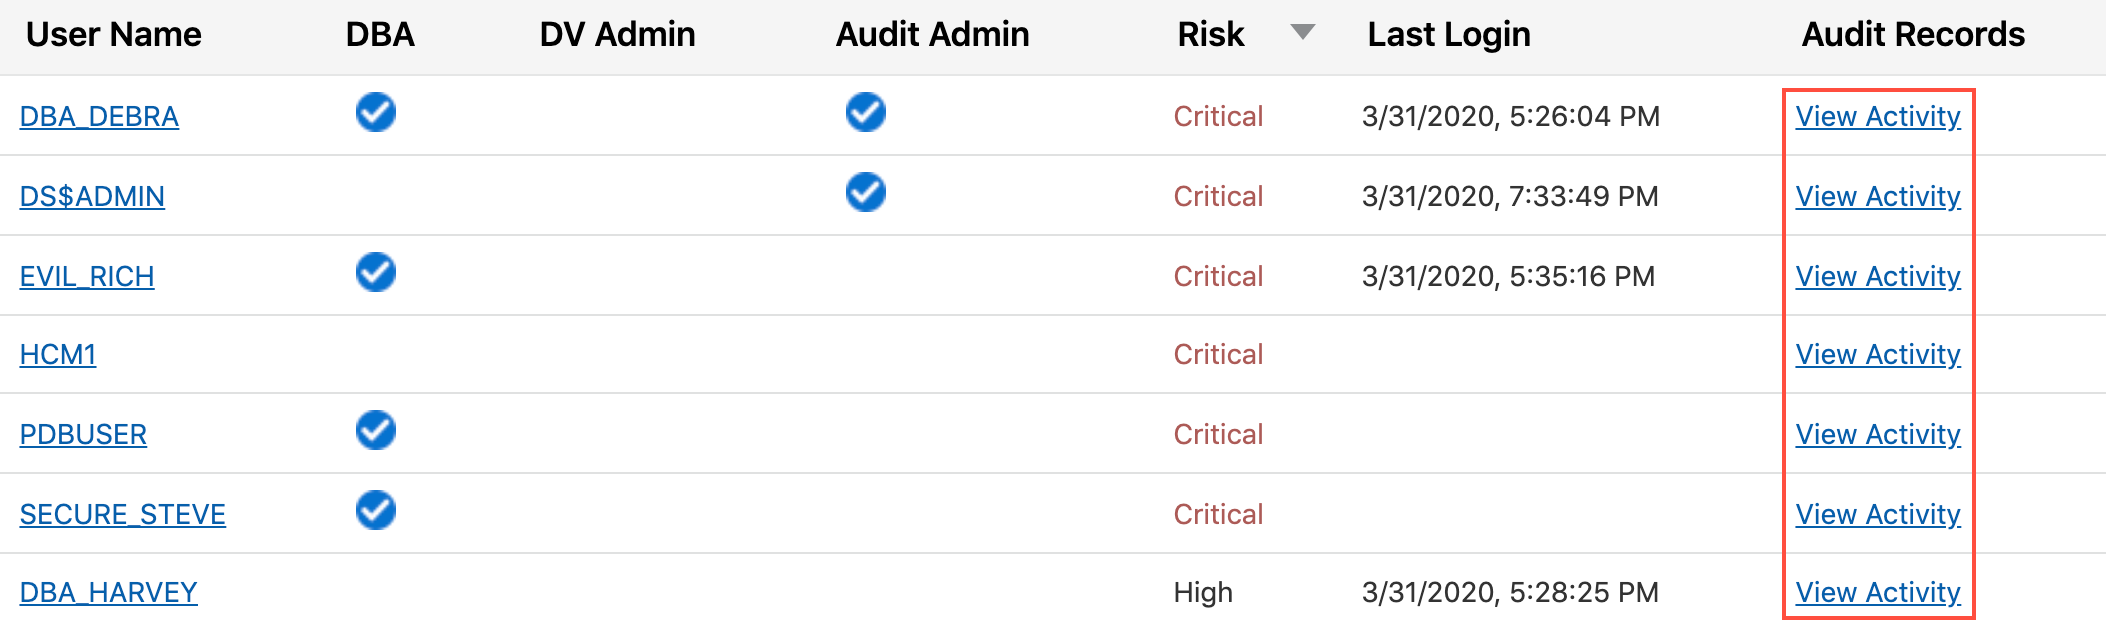 User Name DBA DV Admin Audit Admin Risk Last Login Audit Records
DBA_DEBRA Critical 3/31/2020, 5:26:04 PM View Activity
DS$ADMIN Critical 3/31/2020, 7:33:49 PM View Activity
EVIL_RICH Critical 3/31/2020, 5:35:16 PM View Activity
HCM1 Critical View Activity
PDBUSER Critical View Activity
SECURE_STEVE Critical View Activity
DBA_HARVEY High 3/31/2020, 5:28:25 PM View Activity